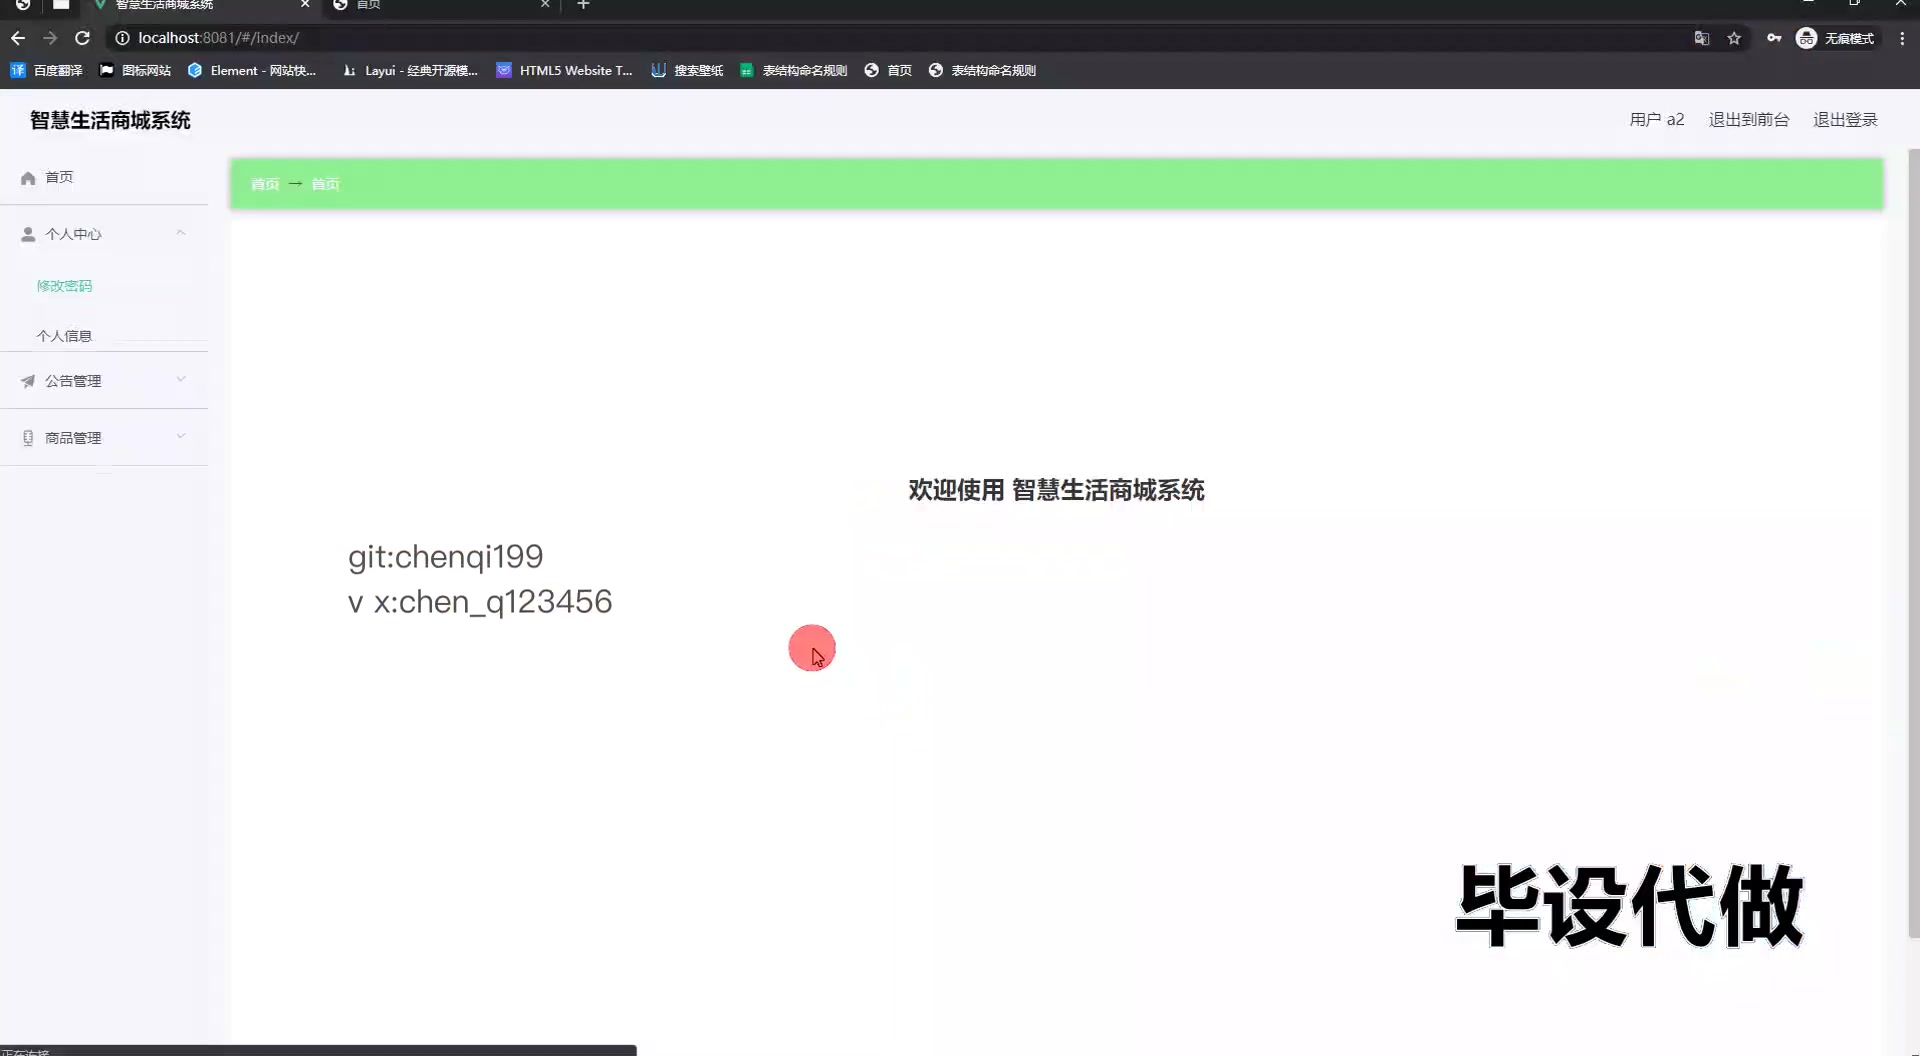 智慧生活商城系统
首页
localhost:8081/#/index/
无痕模式
百度翻译
图标网站
Element - 网站快...
Layui - 经典开源模...
HTML5 Website T...
搜索壁纸
表结构命名规则
首页
表结构命名规则
智慧生活商城系统
用户 a2
退出到前台
退出登录
首页
个人中心
修改密码
个人信息
公告管理
商品管理
首页 → 首页
欢迎使用 智慧生活商城系统
git:chenqi199
v x:chen_q123456
毕设代做